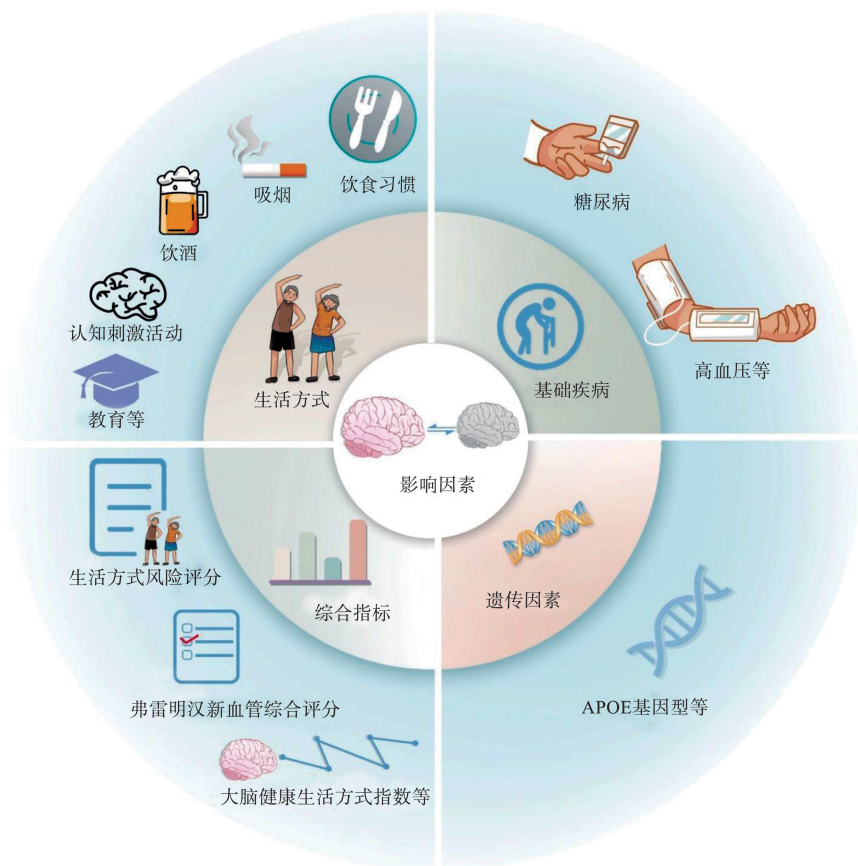 饮食习惯
吸烟
饮酒
认知刺激活动
教育等
生活方式
糖尿病
高血压等
基础疾病
影响因素
生活方式风险评分
综合指标
弗雷明汉新血管综合评分
大脑健康生活方式指数等
遗传因素
APOE基因型等